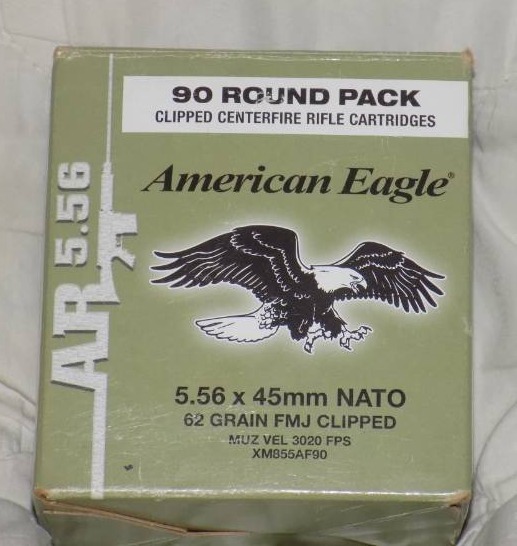 90 ROUND PACK
CLIPPED CENTERFIRE RIFLE CARTRIDGES
American Eagle®
AR 5.56
5.56 x 45mm NATO
62 GRAIN FMJ CLIPPED
MUZ VEL 3020 FPS
XM855AF90